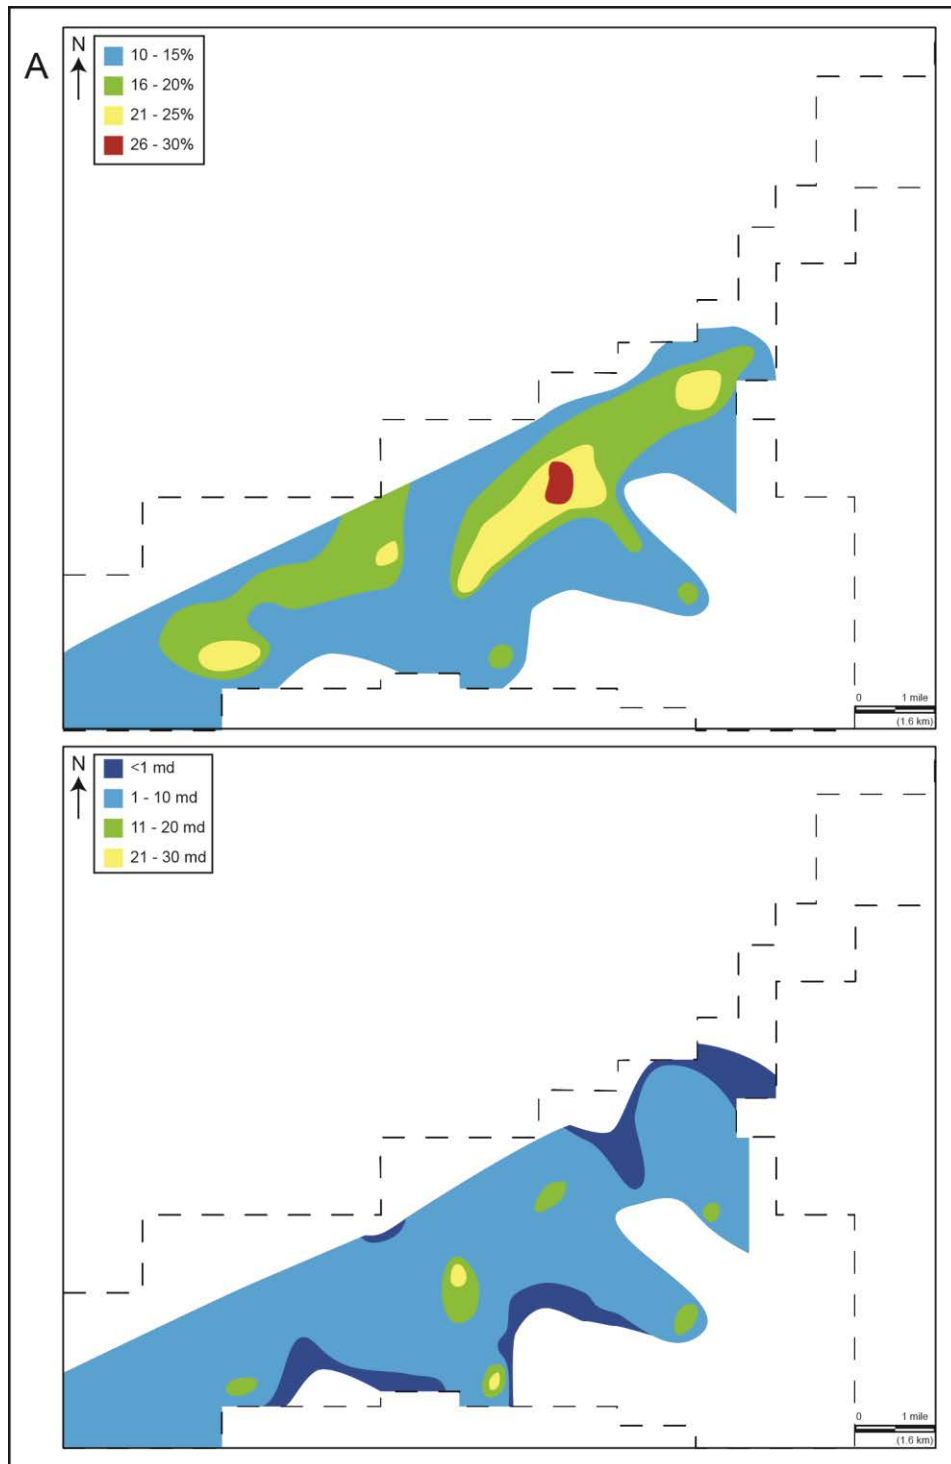 A
N
10 - 15%
16 - 20%
21 - 25%
26 - 30%
0 1 mile
(1.6 km)
N
<1 md
1 - 10 md
11 - 20 md
21 - 30 md
0 1 mile
(1.6 km)